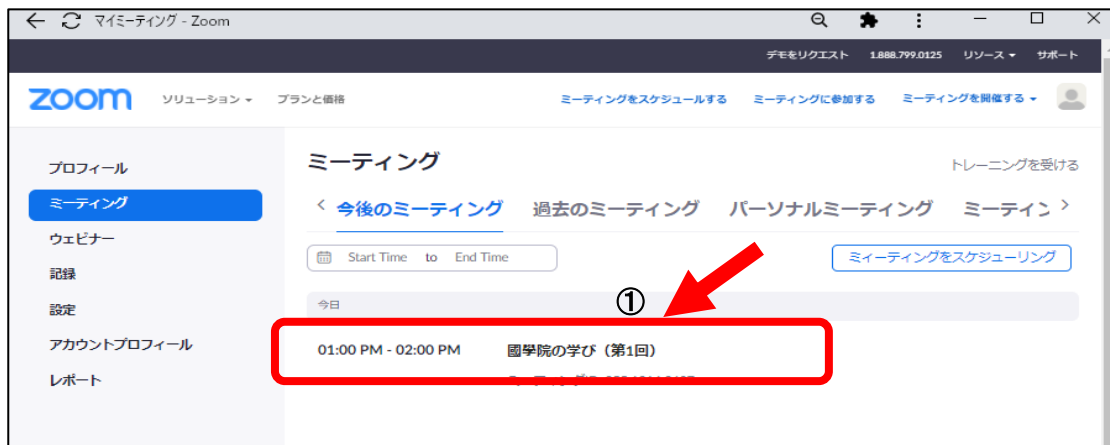 マイミーティング - Zoom
デモをリクエスト 1.888.799.0125 リソース サポート
zoom ソリューション プランと価格 ミーティングをスケジュールする ミーティングに参加する ミーティングを開催する
プロフィール
ミーティング
ウェビナー
記録
設定
アカウントプロフィール
レポート
ミーティング
トレーニングを受ける
今後のミーティング 過去のミーティング パーソナルミーティング ミーティン
Start Time to End Time
ミィーティングをスケジューリング
今日
①
01:00 PM - 02:00 PM 國學院の学び（第1回）